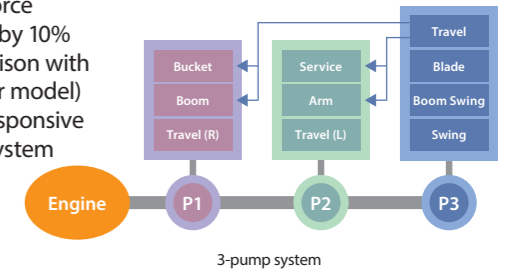 orce
by 10%
ison with
r model)
sponsive
ystem
Bucket
Boom
Travel (R)
Service
Arm
Travel (L)
Travel
Blade
Boom Swing
Swing
Engine
P1
P2
P3
3-pump system